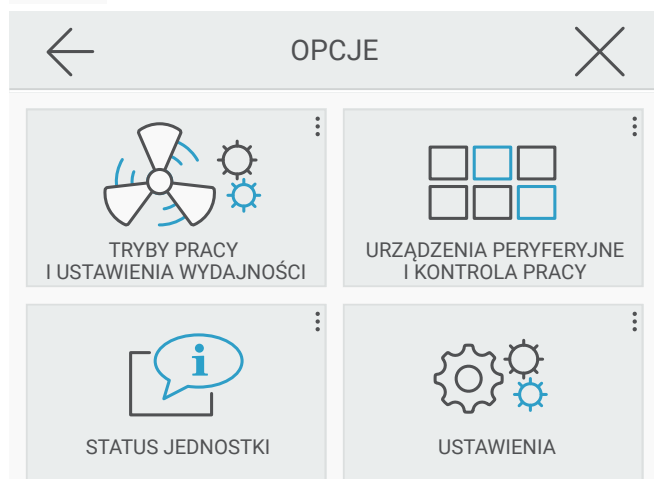 OPCJE
TRYBY PRACY
I USTAWIENIA WYDAJNOŚCI
URZĄDZENIA PERYFERYJNE
I KONTROLA PRACY
STATUS JEDNOSTKI
USTAWIENIA